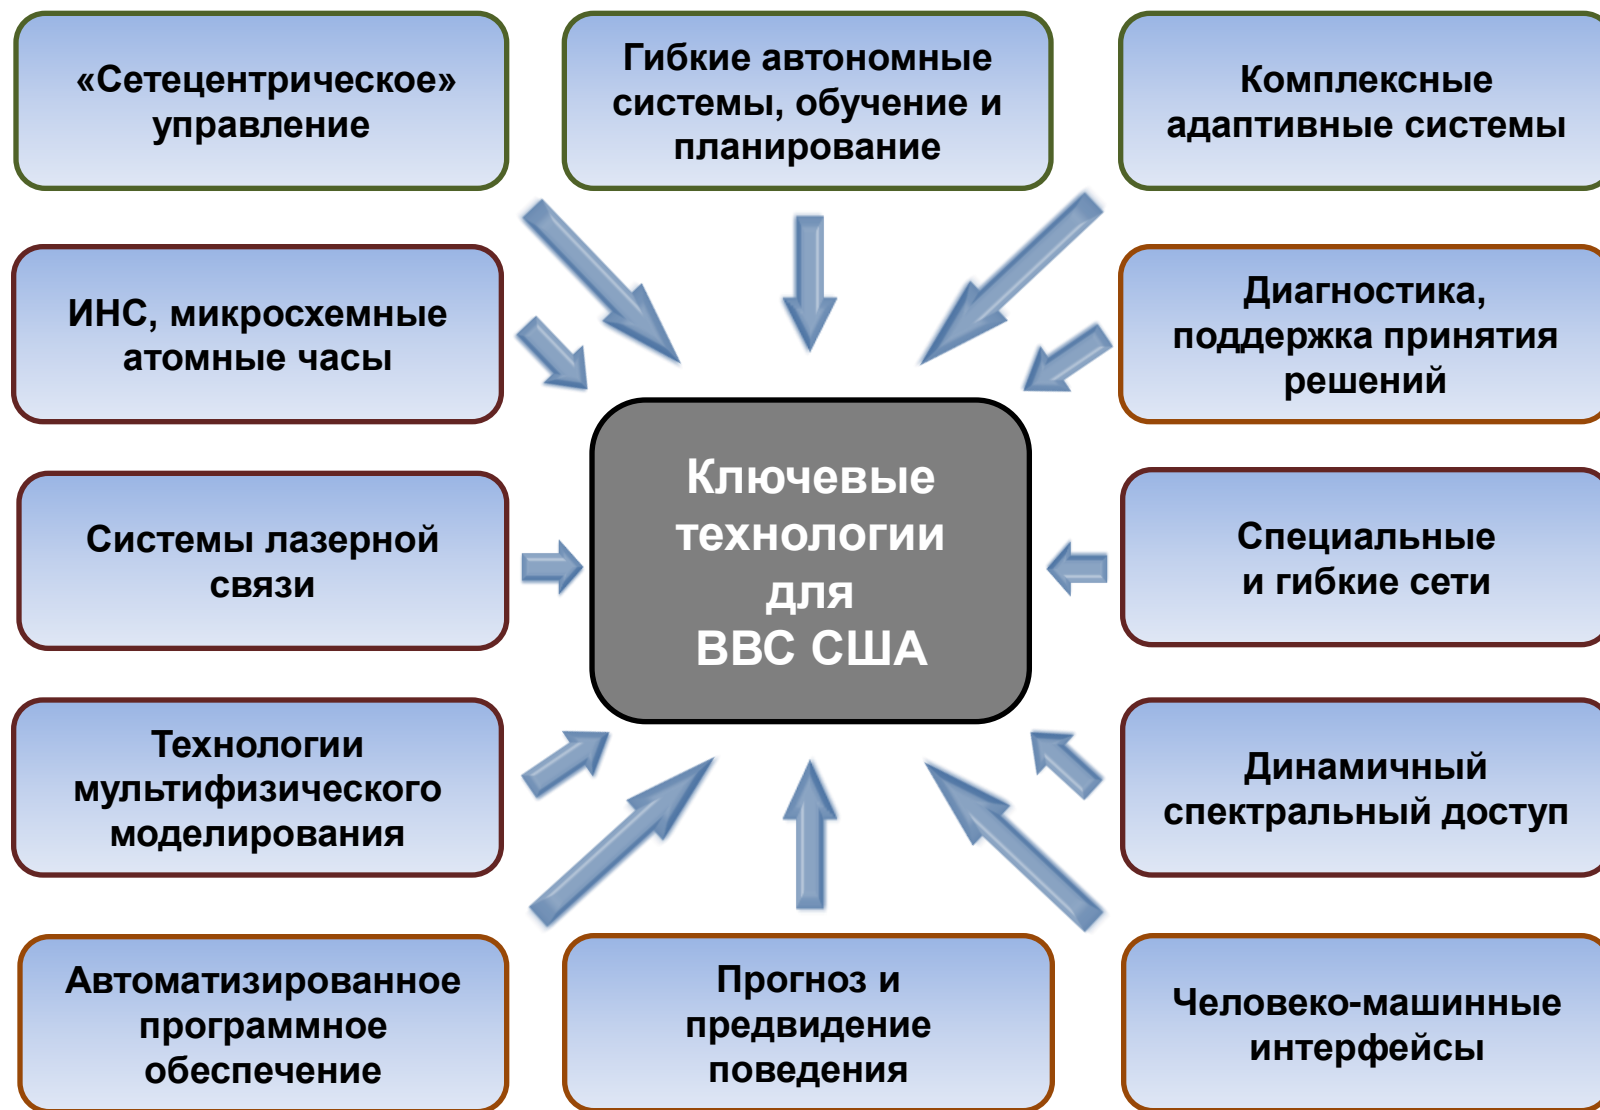 «Сетецентрическое»
управление
Гибкие автономные
системы, обучение и
планирование
Комплексные
адаптивные системы
ИНС, микросхемные
атомные часы
Диагностика,
поддержка принятия
решений
Ключевые
технологии
для
ВВС США
Системы лазерной
связи
Специальные
и гибкие сети
Технологии
мультифизического
моделирования
Динамичный
спектральный доступ
Автоматизированное
программное
обеспечение
Прогноз и
предвидение
поведения
Человеко-машинные
интерфейсы